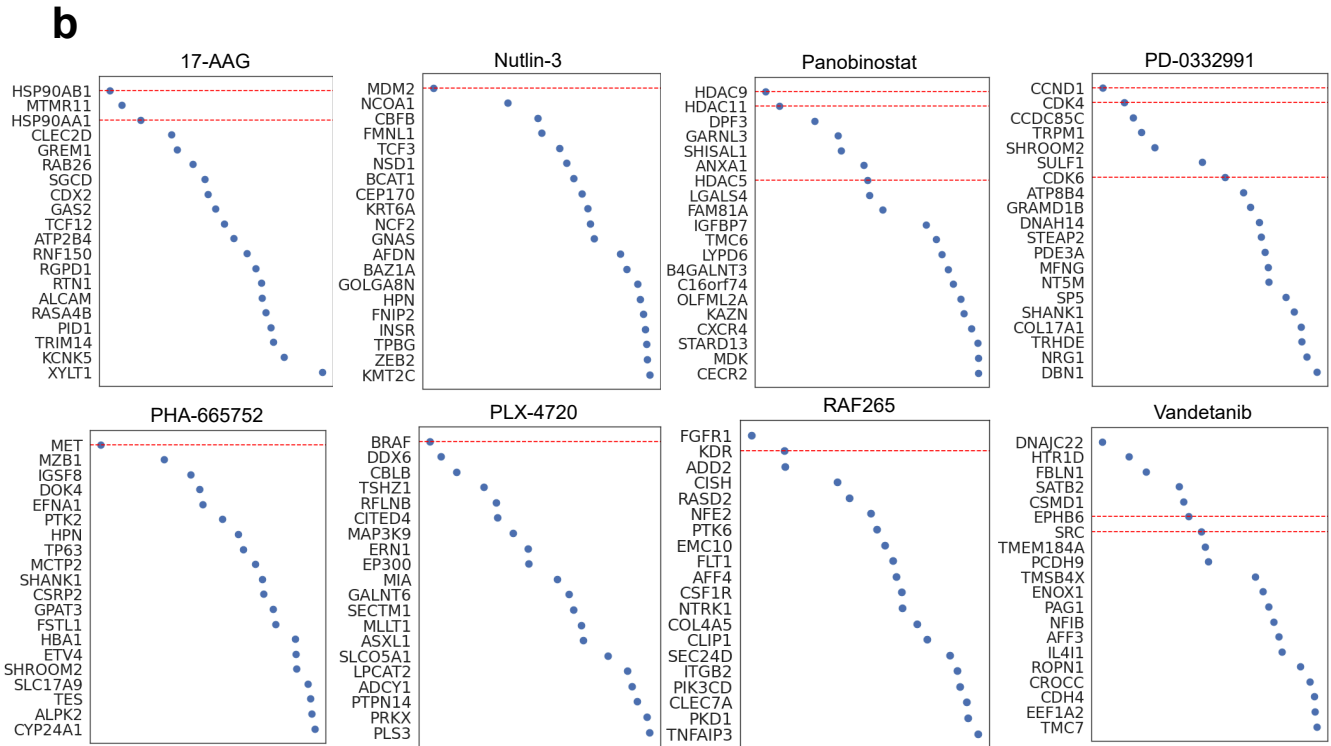 b
17-AAG
HSP90AB1
MTMR11
HSP90AA1
CLEC2D
GREM1
RAB26
SGCD
CDX2
GAS2
TCF12
ATP2B4
RNF150
RGPD1
RTN1
ALCAM
RASA4B
PID1
TRIM14
KCNK5
XYLT1
Nutlin-3
MDM2
NCOA1
CBFB
FMNL1
TCF3
NSD1
BCAT1
CEP170
KRT6A
NCF2
GNAS
AFDN
BAZ1A
GOLGA8N
HPN
FNIP2
INSR
TPBG
ZEB2
KMT2C
Panobinostat
HDAC9
HDAC11
DPF3
GARNL3
SHISAL1
ANXA1
HDAC5
LGALS4
FAM81A
IGFBP7
TMC6
LYPD6
B4GALNT3
C16orf74
OLFML2A
KAZN
CXCR4
STARD13
MDK
CECR2
PD-0332991
CCND1
CDK4
CCDC85C
TRPM1
SHROOM2
SULF1
CDK6
ATP8B4
GRAMD1B
DNAH14
STEAP2
PDE3A
MFNG
NT5M
SP5
SHANK1
COL17A1
TRHDE
NRG1
DBN1
PHA-665752
MET
MZB1
IGSF8
DOK4
EFNA1
PTK2
HPN
TP63
MCTP2
SHANK1
CSRP2
GPAT3
FSTL1
HBA1
ETV4
SHROOM2
SLC17A9
TES
ALPK2
CYP24A1
PLX-4720
BRAF
DDX6
CBLB
TSHZ1
RFLNB
CITED4
MAP3K9
ERN1
EP300
MIA
GALNT6
SECTM1
MLLT1
ASXL1
SLCO5A1
LPCAT2
ADCY1
PTPN14
PRKX
PLS3
RAF265
FGFR1
KDR
ADD2
CISH
RASD2
NFE2
PTK6
EMC10
FLT1
AFF4
CSF1R
NTRK1
COL4A5
CLIP1
SEC24D
ITGB2
PIK3CD
CLEC7A
PKD1
TNFAIP3
Vandetanib
DNAJC22
HTR1D
FBLN1
SATB2
CSMD1
EPHB6
SRC
TMEM184A
PCDH9
TMSB4X
ENOX1
PAG1
NFIB
AFF3
IL4I1
ROPN1
CROCC
CDH4
EEF1A2
TMC7